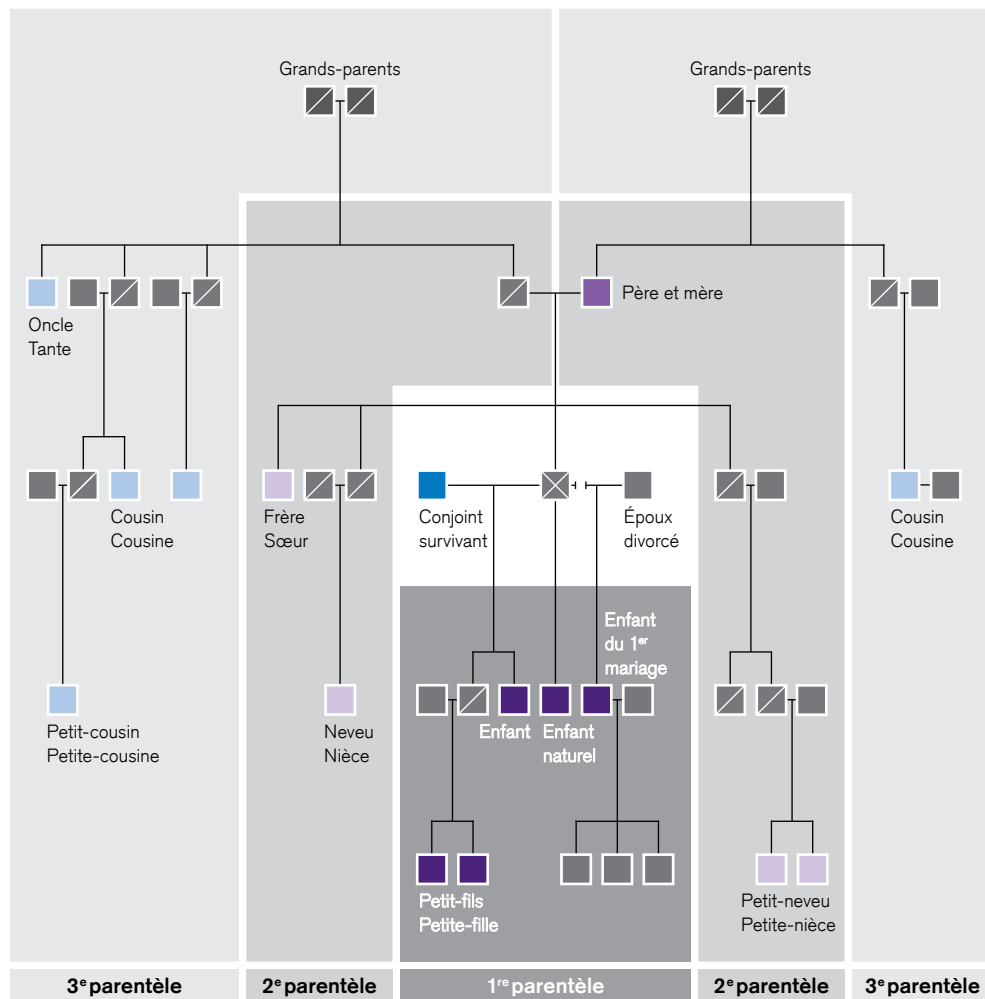 Grands-parents
Grands-parents
Père et mère
Oncle
Tante
Cousin
Cousine
Frère
Sœur
Conjoint
survivant
Époux
divorcé
Cousin
Cousine
Enfant
du 1er
mariage
Petit-cousin
Petite-cousine
Neveu
Nièce
Enfant
Enfant
naturel
Petit-fils
Petite-fille
Petit-neveu
Petite-nièce
3e parentèle
2e parentèle
1re parentèle
2e parentèle
3e parentèle